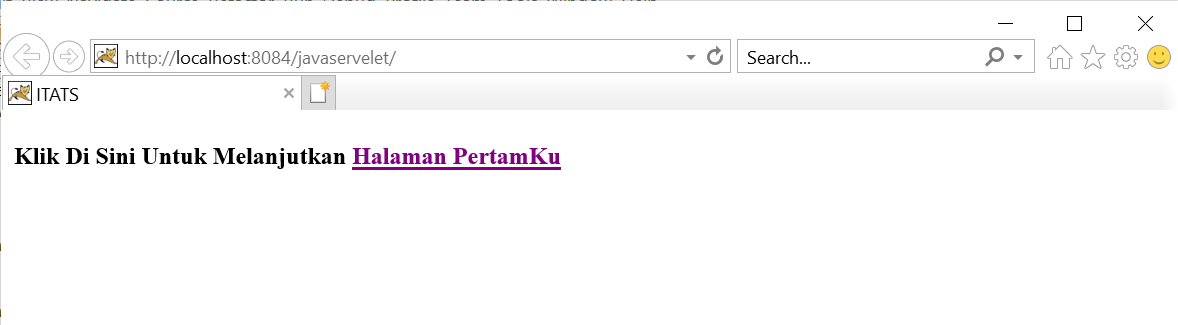 http://localhost:8084/javaservelet/
Search...
ITATS
Klik Di Sini Untuk Melanjutkan Halaman PertamKu